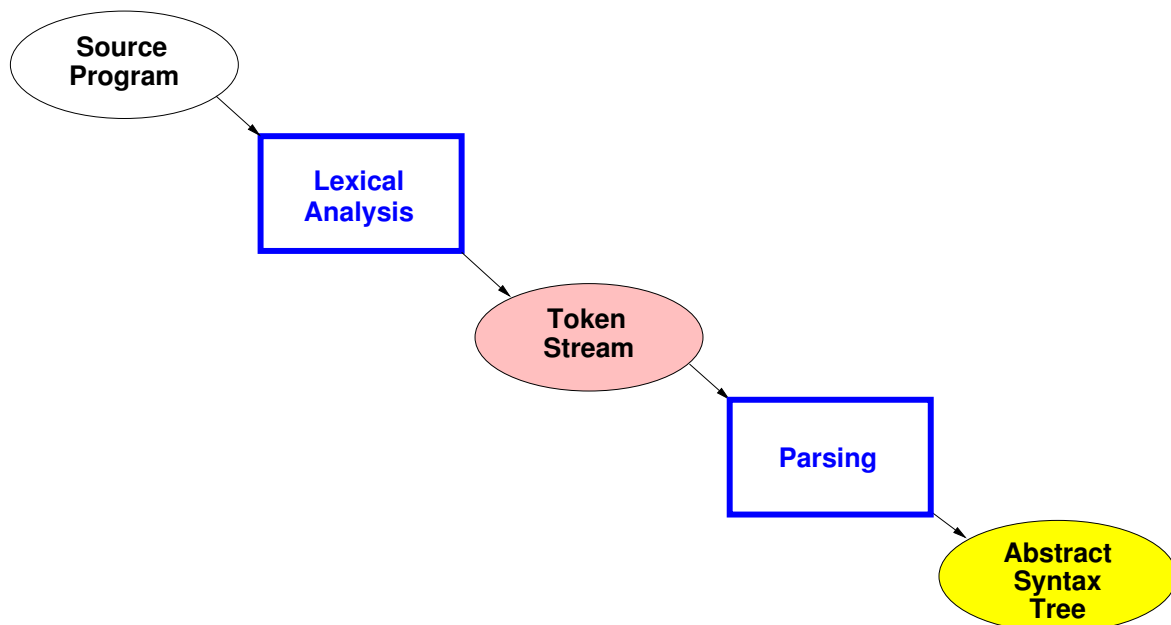 Source
Program
Lexical
Analysis
Token
Stream
Parsing
Abstract
Syntax
Tree